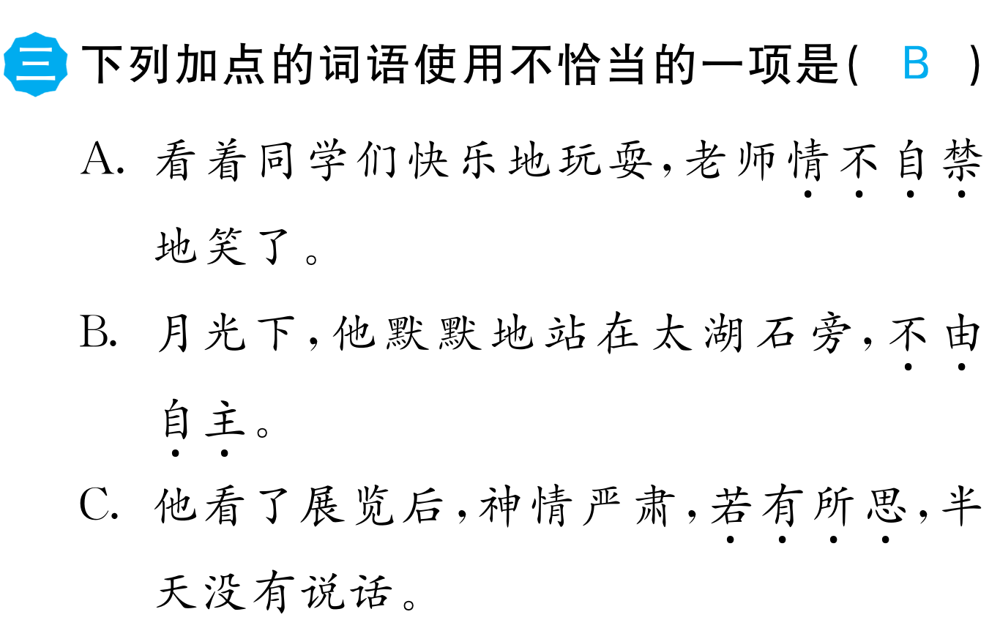 三 下列加点的词语使用不恰当的一项是( B )
A. 看着同学们快乐地玩耍,老师情不自禁
地笑了。
B. 月光下,他默默地站在太湖石旁,不由
自主。
C. 他看了展览后,神情严肃,若有所思,半
天没有说话。